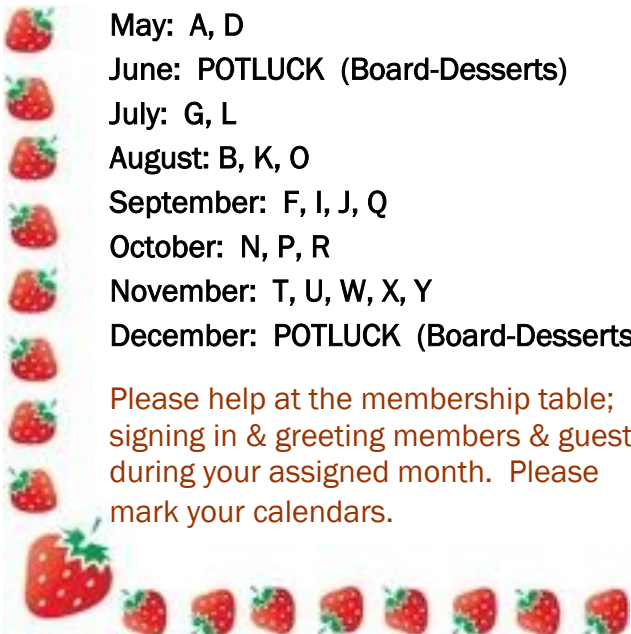 May:  A, D
June:  POTLUCK  (Board-Desserts)
July:  G, L
August: B, K, O
September:  F, I, J, Q
October:  N, P, R
November:  T, U, W, X, Y
December:  POTLUCK  (Board-Desserts
Please help at the membership table;
signing in & greeting members & guest
during your assigned month.  Please
mark your calendars.